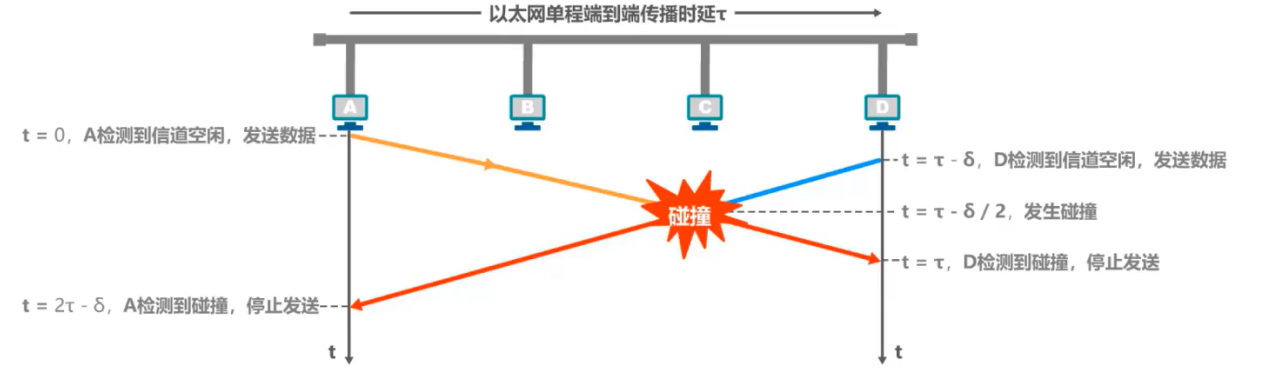 以太网单程端到端传播时延τ
A
B
C
D
t = 0，A检测到信道空闲，发送数据
t = τ - δ，D检测到信道空闲，发送数据
碰撞
t = τ - δ / 2，发生碰撞
t = τ，D检测到碰撞，停止发送
t = 2τ - δ，A检测到碰撞，停止发送
t
t